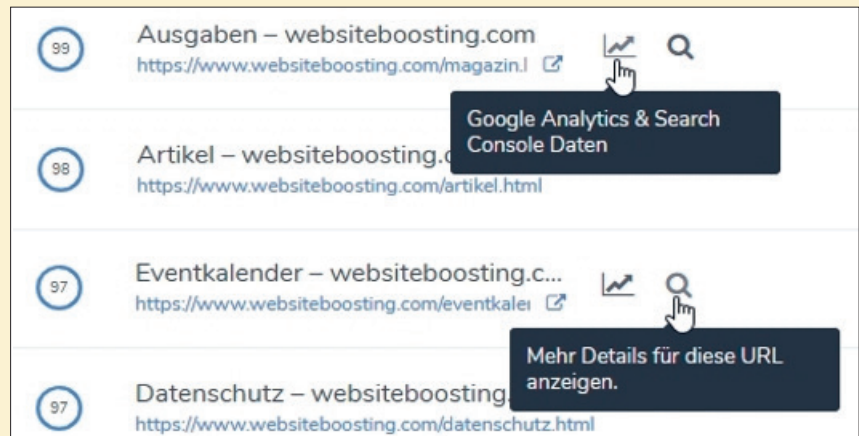 99
Ausgaben – websiteboosting.com
https://www.websiteboosting.com/magazin.l
Google Analytics & Search
Console Daten
98
Artikel – websiteboosting.c
https://www.websiteboosting.com/artikel.html
97
Eventkalender – websiteboosting.c...
https://www.websiteboosting.com/eventkaler
Mehr Details für diese URL
anzeigen.
97
Datenschutz – websiteboosting.
https://www.websiteboosting.com/datenschutz.html